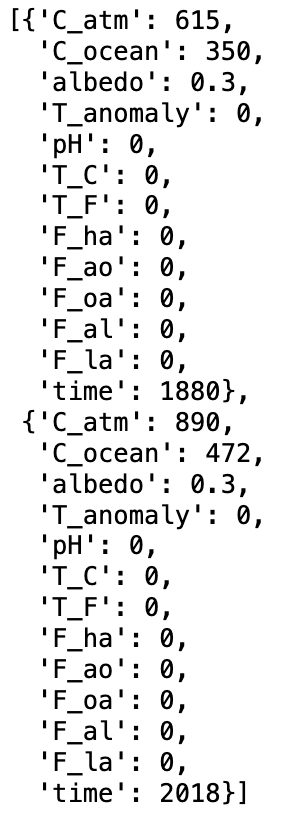 [{'C_atm': 615,
'C_ocean': 350,
'albedo': 0.3,
'T_anomaly': 0,
'pH': 0,
'T_C': 0,
'T_F': 0,
'F_ha': 0,
'F_ao': 0,
'F_oa': 0,
'F_al': 0,
'F_la': 0,
'time': 1880},
{'C_atm': 890,
'C_ocean': 472,
'albedo': 0.3,
'T_anomaly': 0,
'pH': 0,
'T_C': 0,
'T_F': 0,
'F_ha': 0,
'F_ao': 0,
'F_oa': 0,
'F_al': 0,
'F_la': 0,
'time': 2018}]